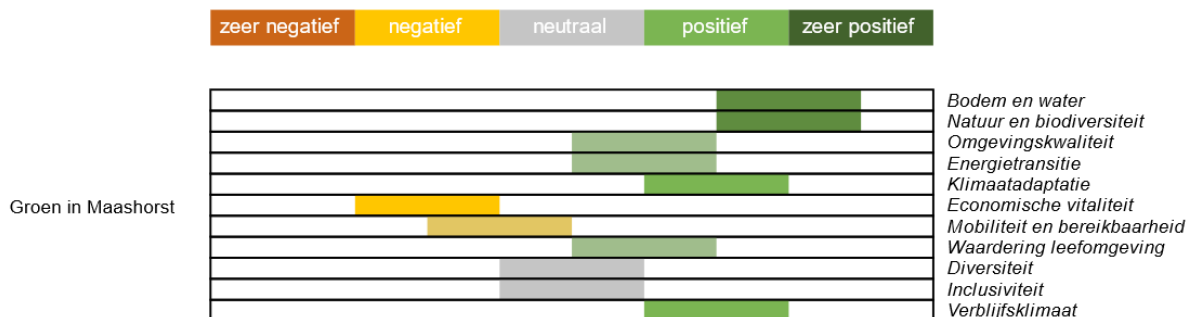 zeer negatief negatief neutraal positief zeer positief
Bodem en water
Natuur en biodiversiteit
Omgevingskwaliteit
Energietransitie
Klimaatadaptatie
Groen in Maashorst
Economische vitaliteit
Mobiliteit en bereikbaarheid
Waardering leefomgeving
Diversiteit
Inclusiviteit
Verblijfsklimaat